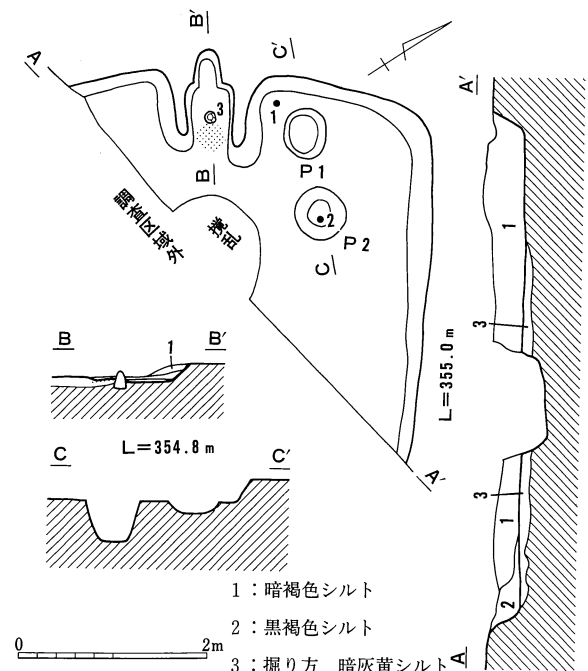 B'
A
C'
3
1
B
P1
2
P2
C
調査区域外
攪乱
A'
A'
1
3
L=355.0m
3
1
2
A
B
B'
1
L=354.8m
C
C'
1：暗褐色シルト
2：黒褐色シルト
3：掘り方　暗灰黄シルト
0
2m